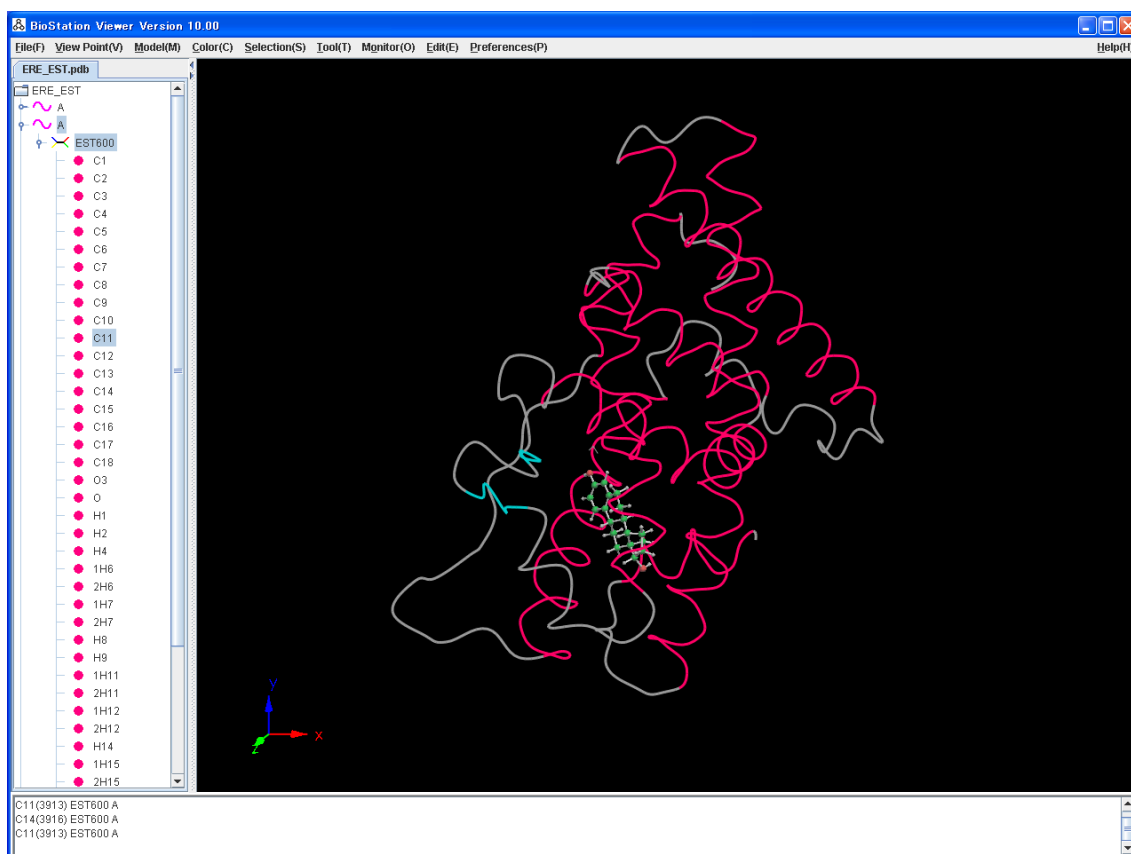 BioStation Viewer Version 10.00
File(F) View Point(V) Model(M) Color(C) Selection(S) Tool(T) Monitor(O) Edit(E) Preferences(P) Help(H)
ERE_EST.pdb
ERE_EST
A
A
EST600
C1
C2
C3
C4
C5
C6
C7
C8
C9
C10
C11
C12
C13
C14
C15
C16
C17
C18
O3
O
H1
H2
H4
1H6
2H6
1H7
2H7
H8
H9
1H11
2H11
1H12
2H12
H14
1H15
2H15
Y
X
Z
C11(3913) EST600 A
C14(3916) EST600 A
C11(3913) EST600 A